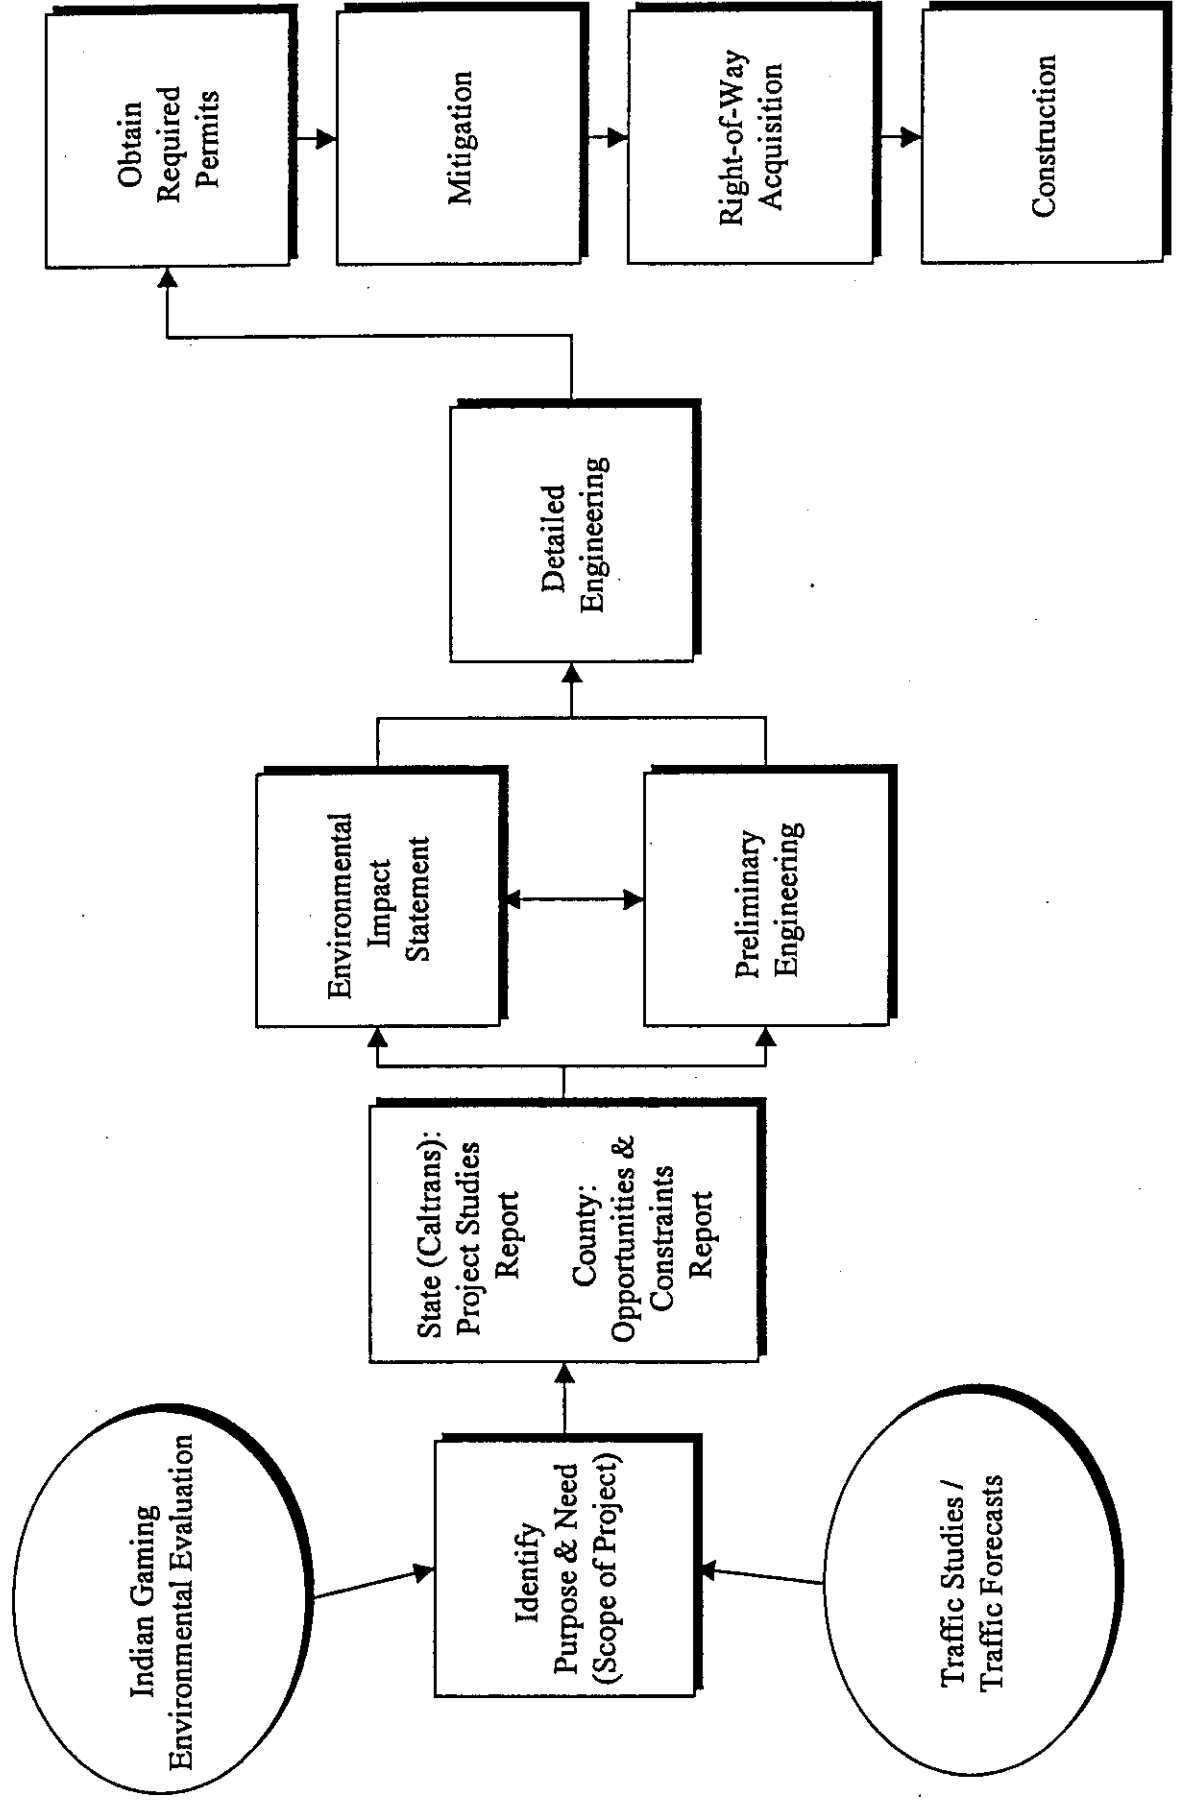 Indian Gaming
Environmental Evaluation
Identify
Purpose & Need
(Scope of Project)
Traffic Studies /
Traffic Forecasts
State (Caltrans):
Project Studies
Report
County:
Opportunities &
Constraints
Report
Environmental
Impact
Statement
Preliminary
Engineering
Detailed
Engineering
Obtain
Required
Permits
Mitigation
Right-of-Way
Acquisition
Construction